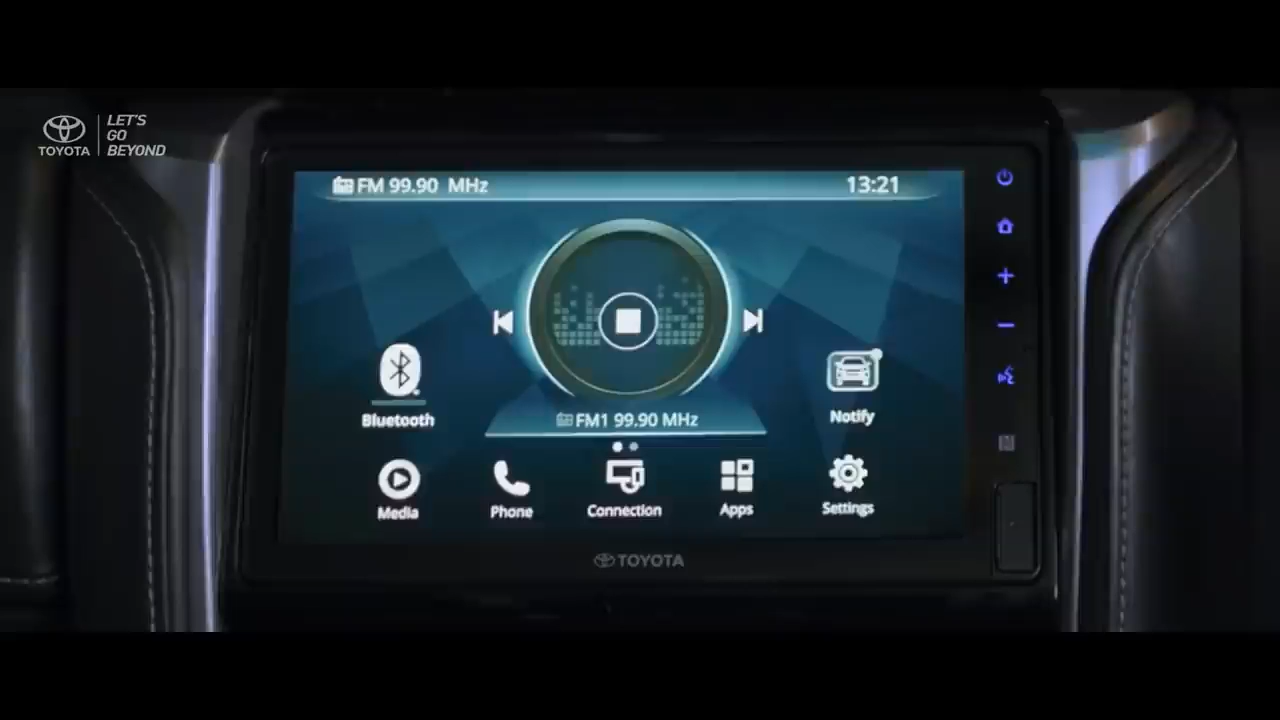 TOYOTA
LET'S
GO
BEYOND
FM 99.90 MHz
13:21
Bluetooth
Notify
FM1 99.90 MHz
Media
Phone
Connection
Apps
Settings
TOYOTA